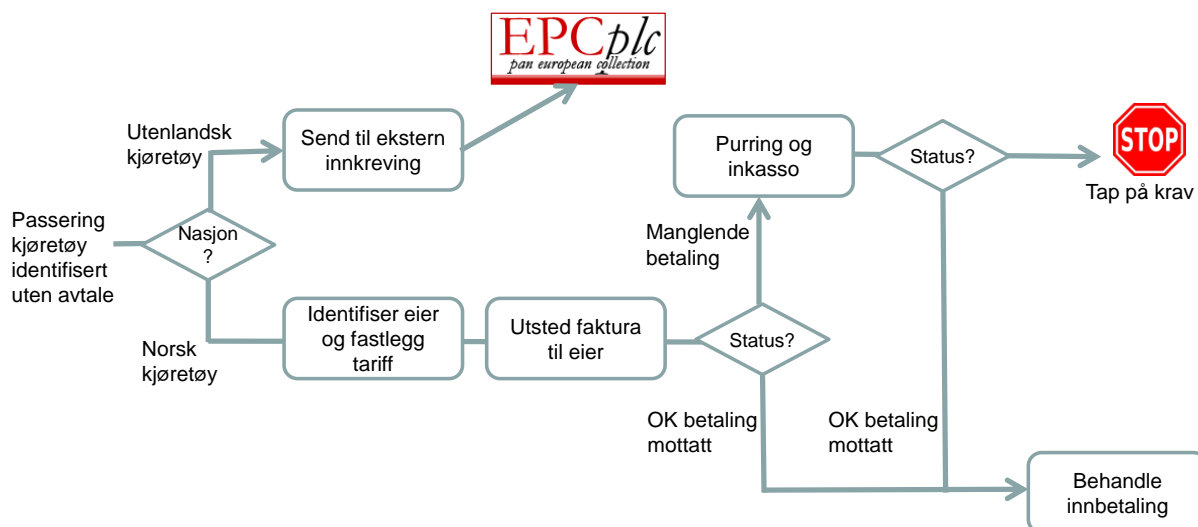 EPCplc
pan european collection
Utenlandsk
kjøretøy
Send til ekstern
innkreving
Purring og
inkasso
Status?
STOP
Tap på krav
Passering
kjøretøy
identifisert
uten avtale
Nasjon
?
Manglende
betaling
Norsk
kjøretøy
Identifiser eier
og fastlegg
tariff
Utsted faktura
til eier
Status?
OK betaling
mottatt
OK betaling
mottatt
Behandle
innbetaling